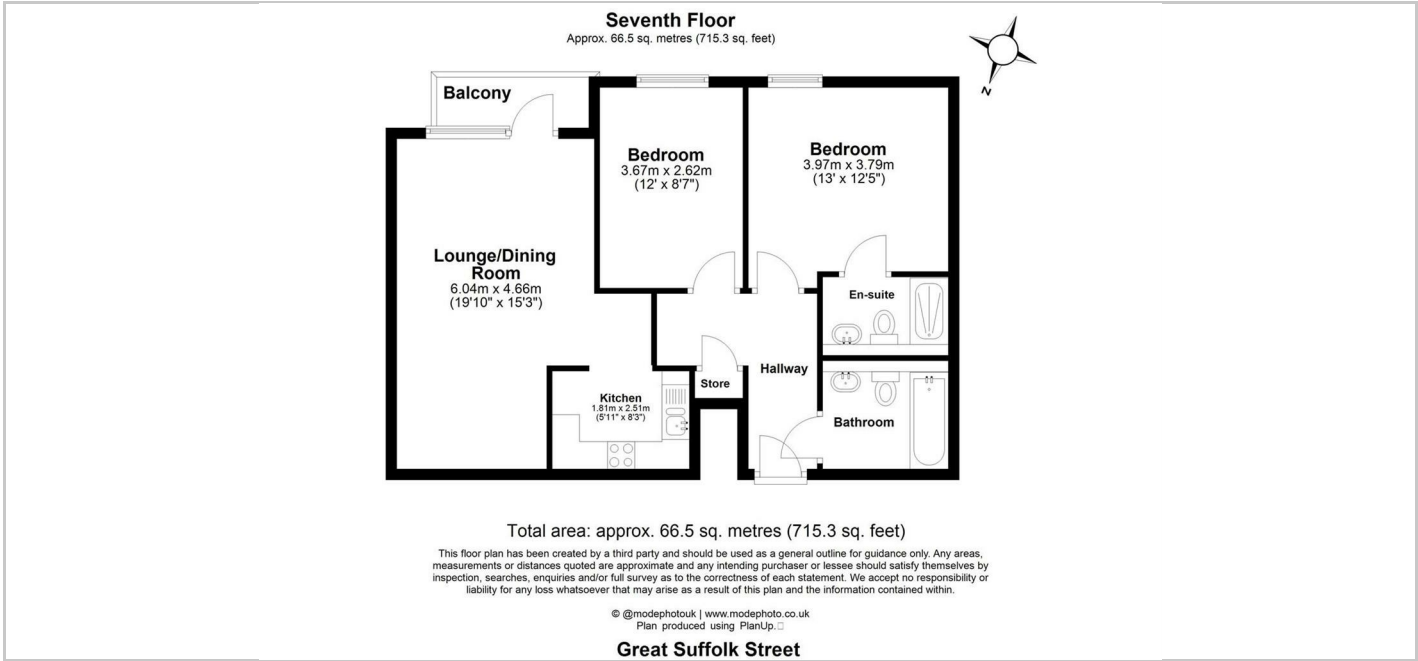 Seventh Floor
Approx. 66.5 sq. metres (715.3 sq. feet)
N
Balcony
Bedroom
3.67m x 2.62m
(12' x 8'7")
Bedroom
3.97m x 3.79m
(13' x 12'5")
Lounge/Dining
Room
6.04m x 4.66m
(19'10" x 15'3")
En-suite
Hallway
Store
Kitchen
1.81m x 2.51m
(5'11" x 8'3")
Bathroom
Total area: approx. 66.5 sq. metres (715.3 sq. feet)
This floor plan has been created by a third party and should be used as a general outline for guidance only. Any areas,
measurements or distances quoted are approximate and any intending purchaser or lessee should satisfy themselves by
inspection, searches, enquiries and/or full survey as to the correctness of each statement. We accept no responsibility or
liability for any loss whatsoever that may arise as a result of this plan and the information contained within.
© @modephotouk | www.modephoto.co.uk
Plan produced using PlanUp.□
Great Suffolk Street